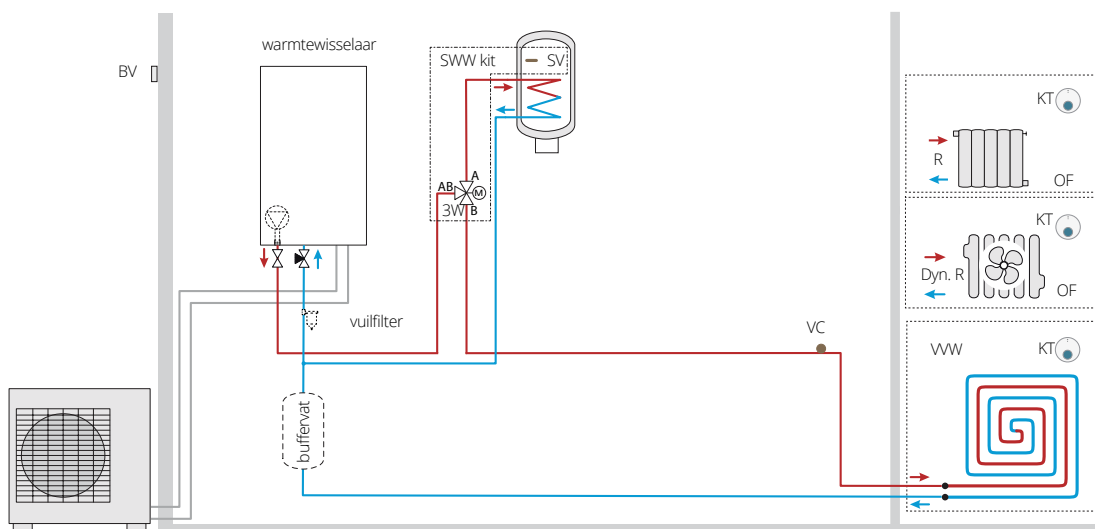 warmtewisselaar
BV
SWW kit
SV
A
AB
M
3W
B
vuilfilter
buffervat
VC
KT
R
OF
KT
Dyn. R
OF
VVW
KT